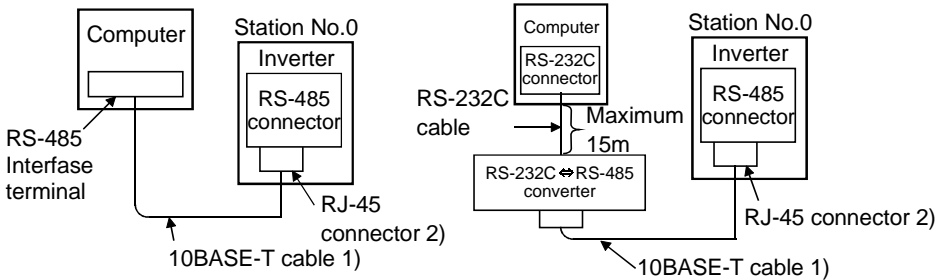 Computer
Station No.0
Inverter
RS-485
connector
RS-485
Interfase
terminal
RJ-45
connector 2)
10BASE-T cable 1)
Computer
RS-232C
connector
RS-232C
cable
Maximum
15m
RS-232C⇔RS-485
converter
Station No.0
Inverter
RS-485
connector
RJ-45 connector 2)
10BASE-T cable 1)